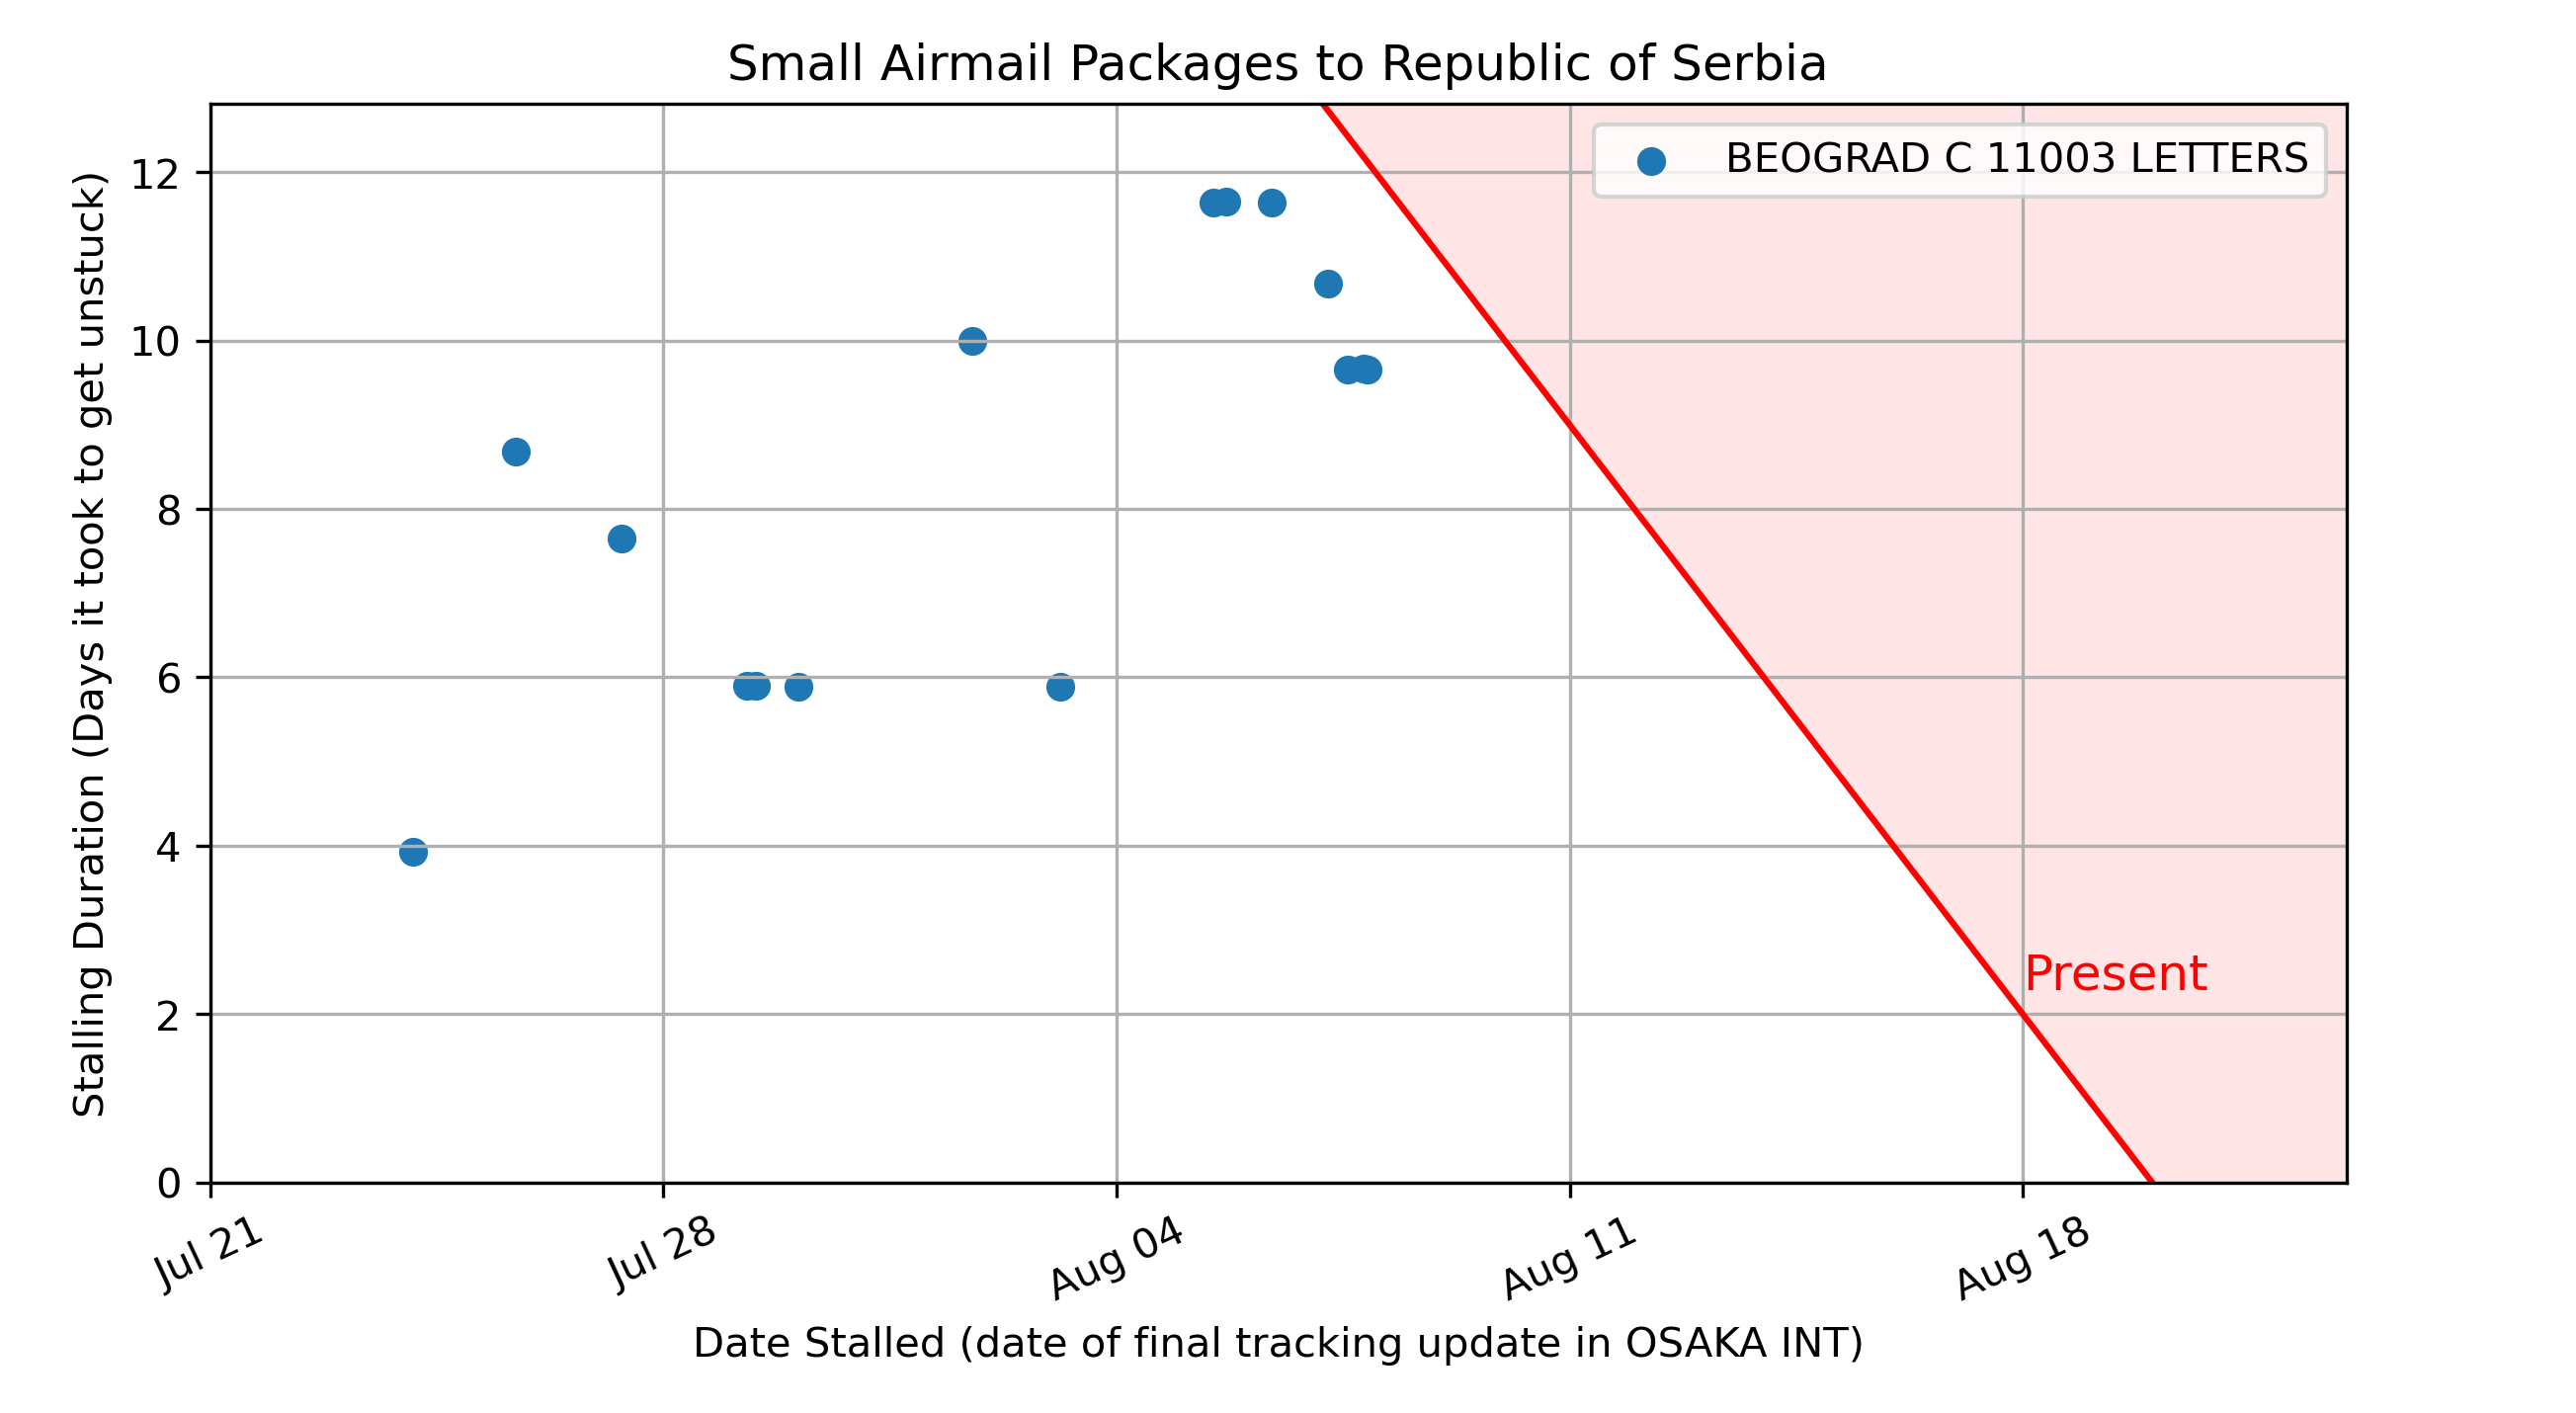 Small Airmail Packages to Republic of Serbia
Stalling Duration (Days it took to get unstuck)
12
10
8
6
4
2
0
BEOGRAD C 11003 LETTERS
Present
Jul 21
Jul 28
Aug 04
Aug 11
Aug 18
Date Stalled (date of final tracking update in OSAKA INT)